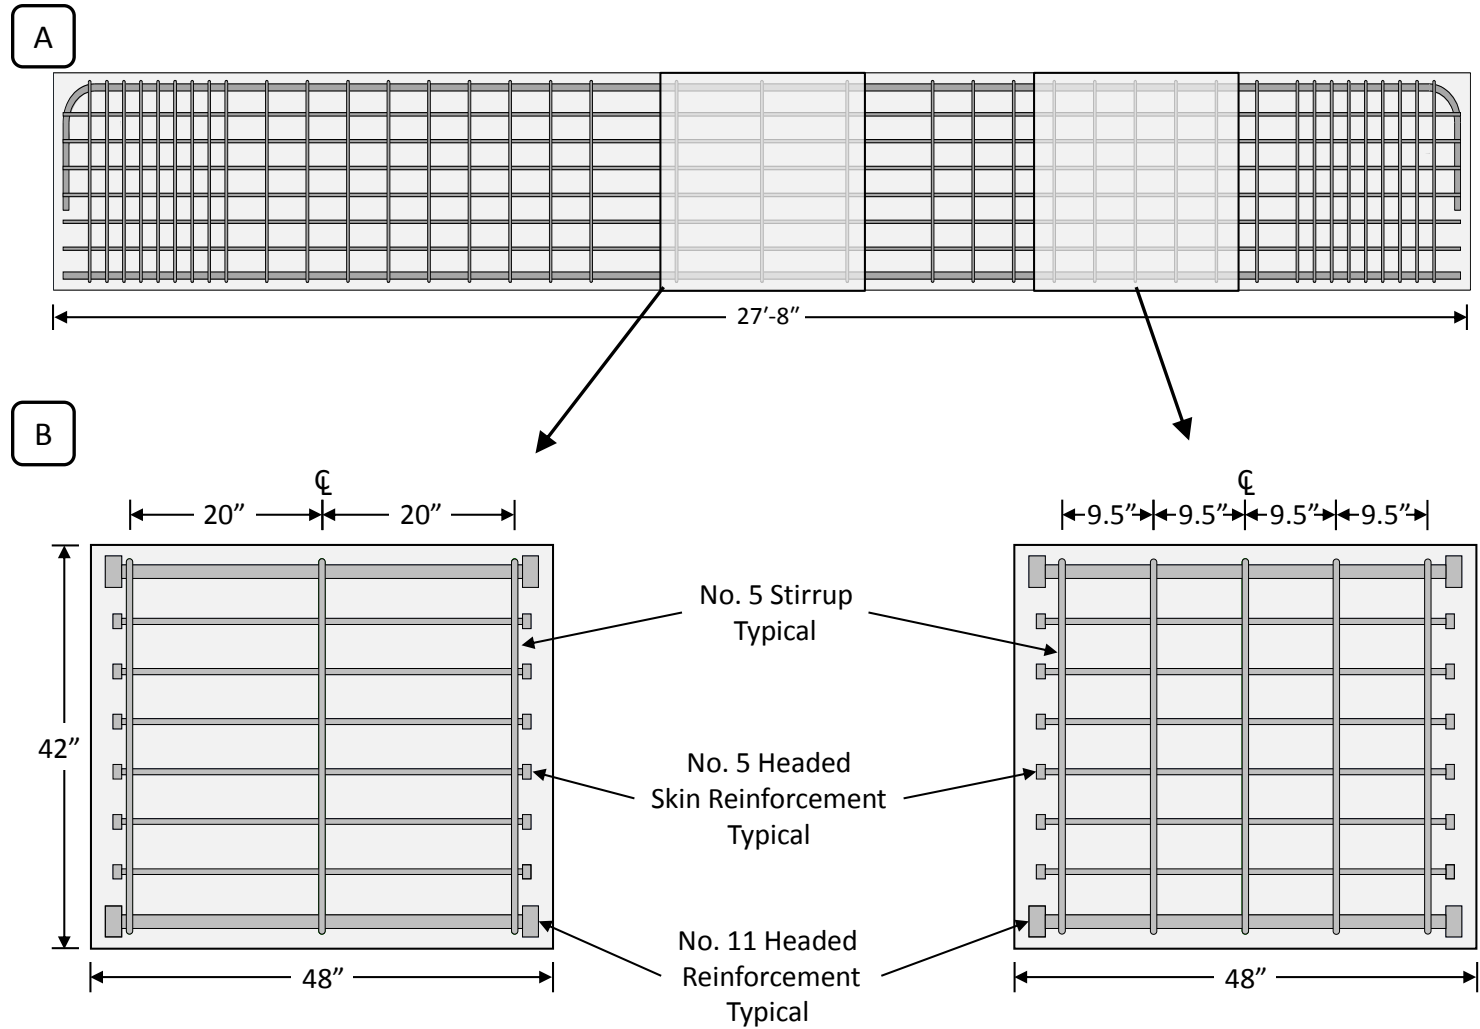 A
27’-8”
B
℄
20”
20”
℄
9.5”
9.5”
9.5”
9.5”
42”
No. 5 Stirrup
Typical
No. 5 Headed
Skin Reinforcement
Typical
No. 11 Headed
Reinforcement
Typical
48”
48”